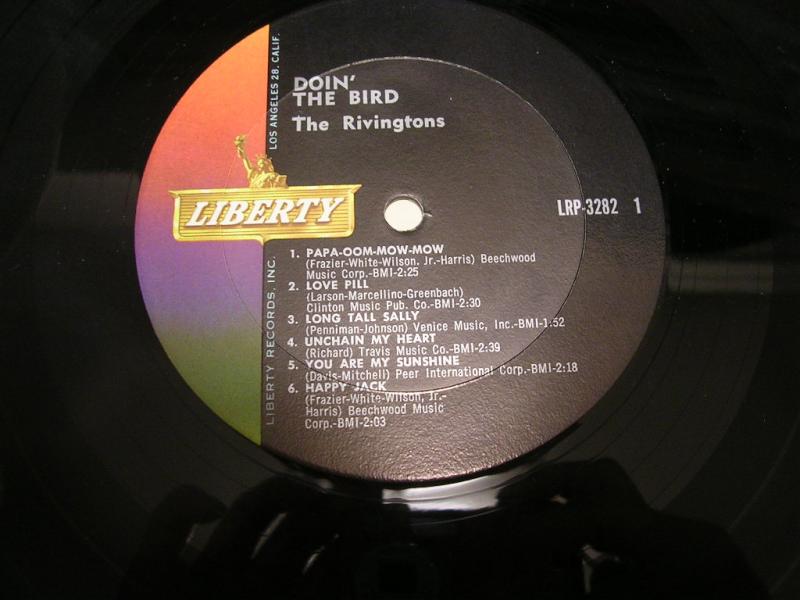 LOS ANGELES 28, CALIF.
DOIN'
THE BIRD
The Rivingtons
LIBERTY
LRP-3282 1
LIBERTY RECORDS, INC.
1. PAPA-OOM-MOW-MOW
(Frazier-White-Wilson, Jr.-Harris) Beechwood
Music Corp.-BMI-2:25
2. LOVE PILL
(Larson-Marcellino-Greenbach)
Clinton Music Pub. Co.-BMI-2:30
3. LONG TALL SALLY
(Penniman-Johnson) Venice Music, Inc.-BMI-1:52
4. UNCHAIN MY HEART
(Richard) Travis Music Co.-BMI-2:39
5. YOU ARE MY SUNSHINE
(Davis-Mitchell) Peer International Corp.-BMI-2:18
6. HAPPY JACK
(Frazier-White-Wilson, Jr.-
Harris) Beechwood Music
Corp.-BMI-2:03